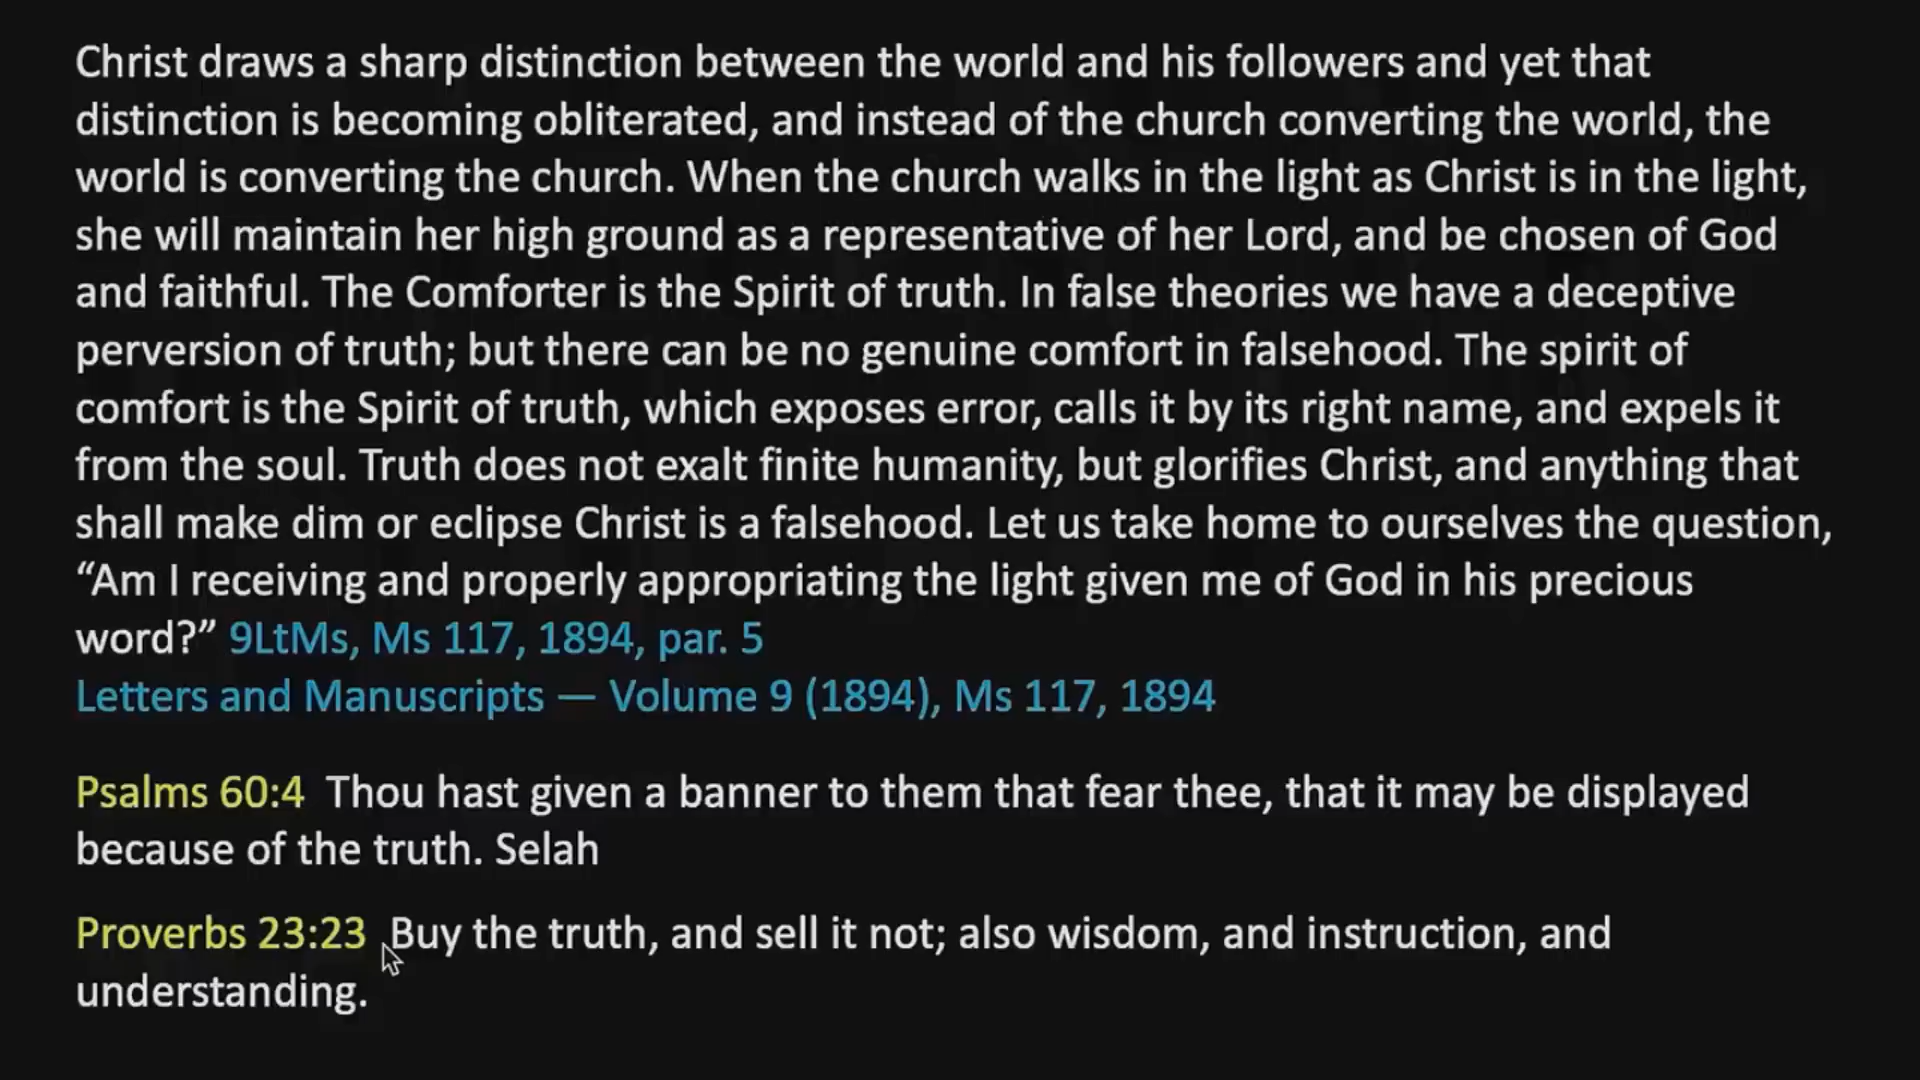 Christ draws a sharp distinction between the world and his followers and yet that
distinction is becoming obliterated, and instead of the church converting the world, the
world is converting the church. When the church walks in the light as Christ is in the light,
she will maintain her high ground as a representative of her Lord, and be chosen of God
and faithful. The Comforter is the Spirit of truth. In false theories we have a deceptive
perversion of truth; but there can be no genuine comfort in falsehood. The spirit of
comfort is the Spirit of truth, which exposes error, calls it by its right name, and expels it
from the soul. Truth does not exalt finite humanity, but glorifies Christ, and anything that
shall make dim or eclipse Christ is a falsehood. Let us take home to ourselves the question,
“Am I receiving and properly appropriating the light given me of God in his precious
word?” 9LtMs, Ms 117, 1894, par. 5
Letters and Manuscripts — Volume 9 (1894), Ms 117, 1894
Psalms 60:4 Thou hast given a banner to them that fear thee, that it may be displayed
because of the truth. Selah
Proverbs 23:23 Buy the truth, and sell it not; also wisdom, and instruction, and
understanding.